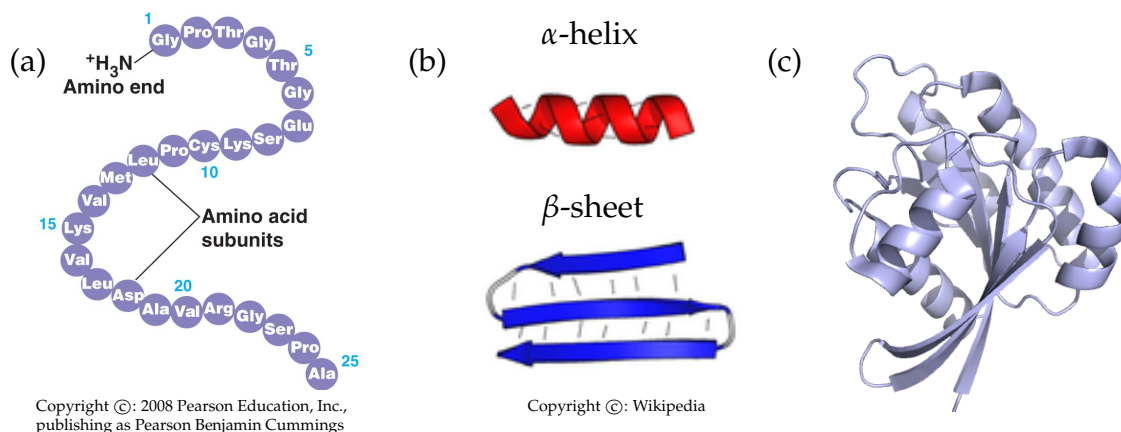 (a)
1
Gly Pro Thr Gly Thr Gly Glu Ser Lys Cys Pro Leu Met Val Lys Val Leu Asp Ala Val Arg Gly Ser Pro Ala
5
10
15
20
25
+H3N
Amino end
Amino acid
subunits
Copyright ©: 2008 Pearson Education, Inc.,
publishing as Pearson Benjamin Cummings
(b)
α-helix
β-sheet
Copyright ©: Wikipedia
(c)